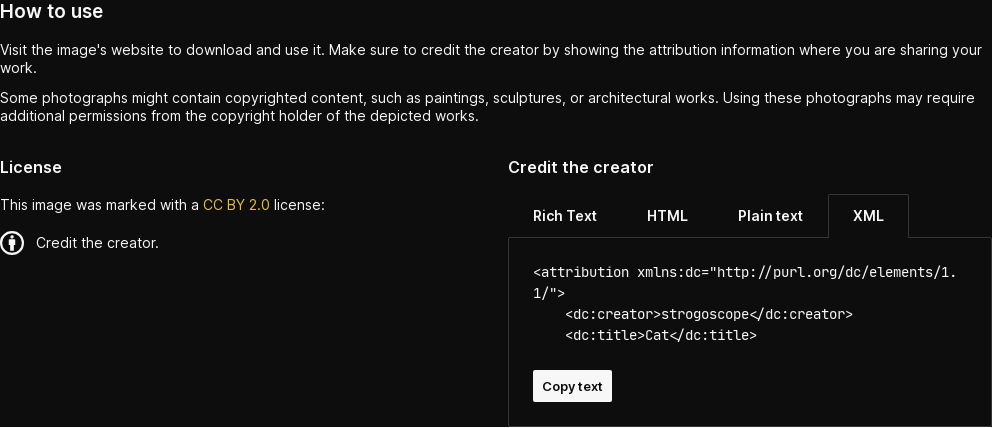 How to use
Visit the image's website to download and use it. Make sure to credit the creator by showing the attribution information where you are sharing your
work.
Some photographs might contain copyrighted content, such as paintings, sculptures, or architectural works. Using these photographs may require
additional permissions from the copyright holder of the depicted works.
License
This image was marked with a CC BY 2.0 license:
Credit the creator.
Credit the creator
Rich Text HTML Plain text XML
<attribution xmlns:dc="http://purl.org/dc/elements/1.
1/">
    <dc:creator>strogoscope</dc:creator>
    <dc:title>Cat</dc:title>
Copy text